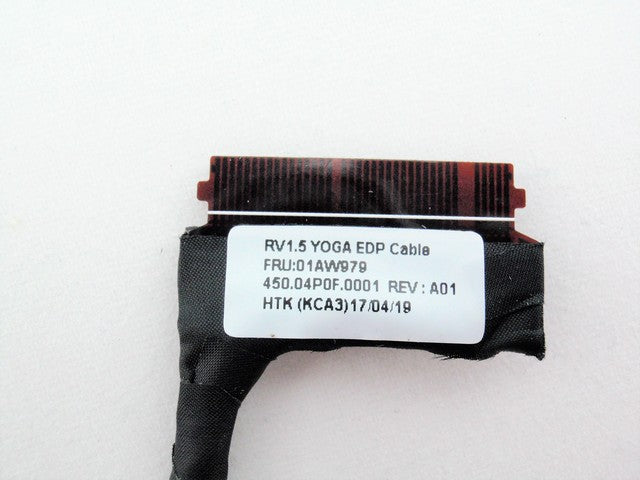 RV1.5 YOGA EDP Cable
FRU:01AW979
450.04P0F.0001 REV : A01
HTK (KCA3)17/04/19